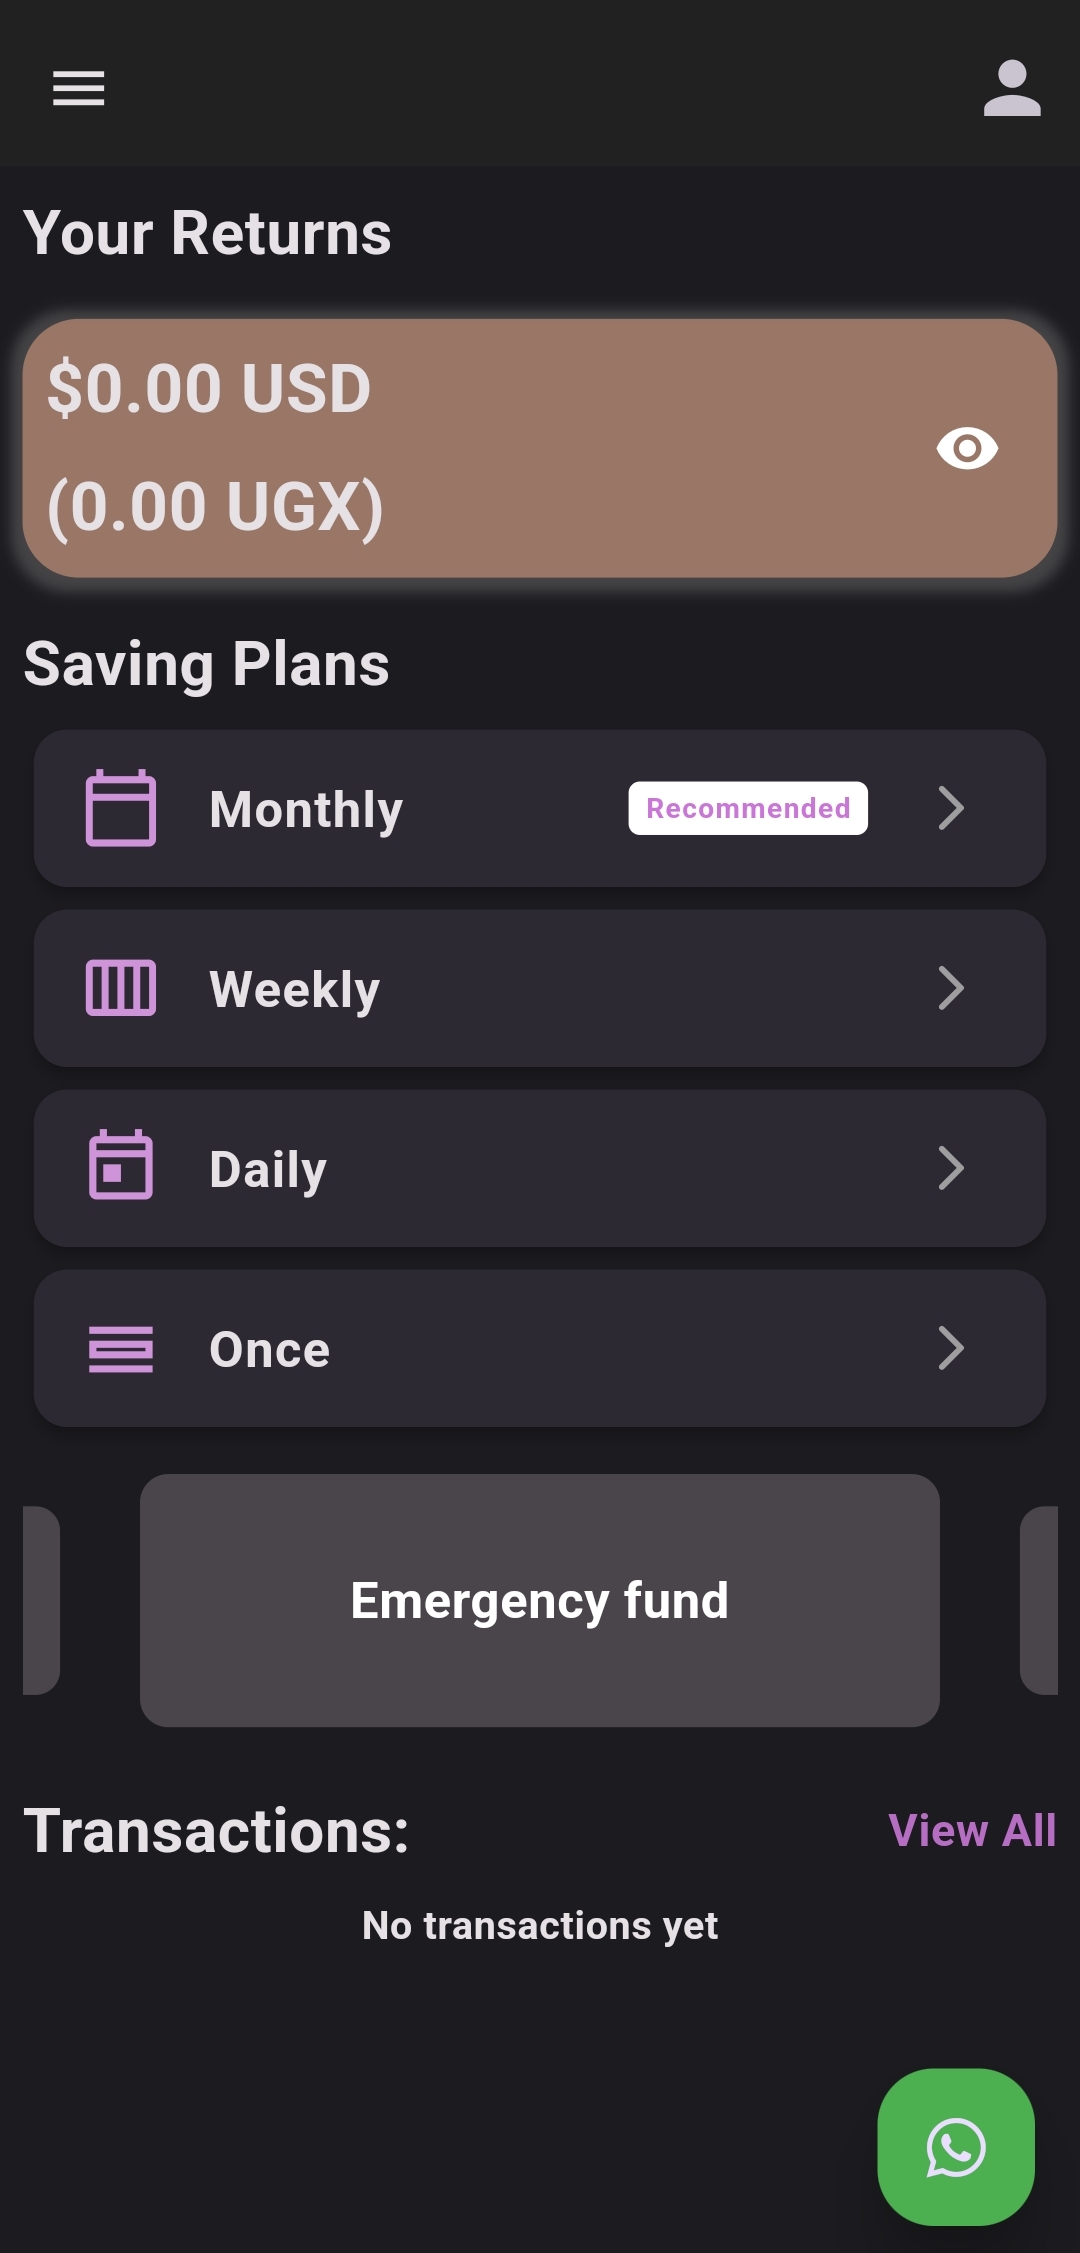 Your Returns
$0.00 USD
(0.00 UGX)
Saving Plans
Monthly
Recommended
Weekly
Daily
Once
Emergency fund
Transactions:
View All
No transactions yet